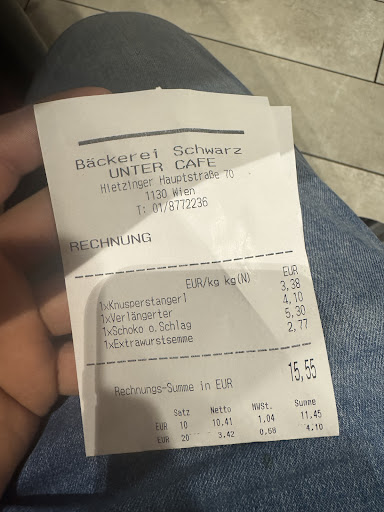 Bäckerei Schwarz
UNTER CAFE
Hietzinger Hauptstraße 70
1130 Wien
T: 01/8772236
RECHNUNG
EUR/kg kg(N) EUR
1xKnusperstangerl 3,38
1xVerlängerter 4,10
1xSchoko o.Schlag 5,30
1xExtrawurstsemme 2,77
Rechnungs-Summe in EUR 15,55
Satz Netto MWSt. Summe
EUR 10 10.41 1.04 11.45
EUR 20 3.42 0.68 4.10